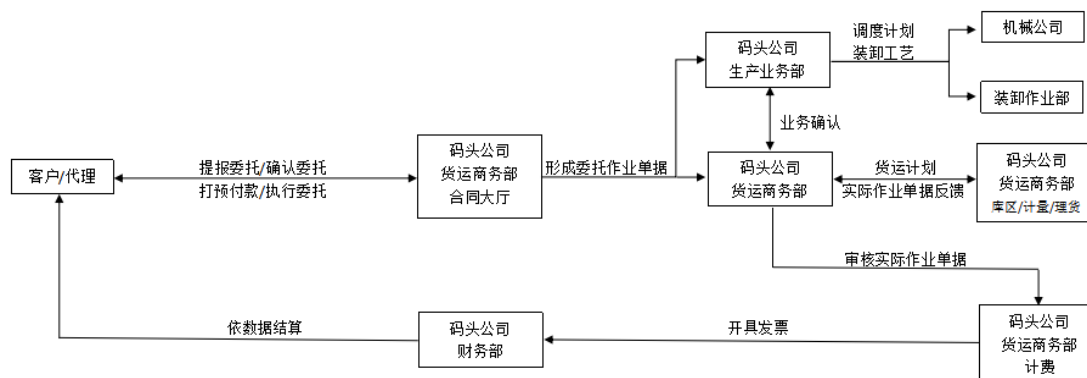 码头公司
生产业务部
调度计划
装卸工艺
机械公司
装卸作业部
业务确认
客户/代理
提报委托/确认委托
打预付款/执行委托
码头公司
货运商务部
合同大厅
形成委托作业单据
码头公司
货运商务部
货运计划
实际作业单据反馈
码头公司
货运商务部
库区/计量/理货
审核实际作业单据
依数据结算
码头公司
财务部
开具发票
码头公司
货运商务部
计费